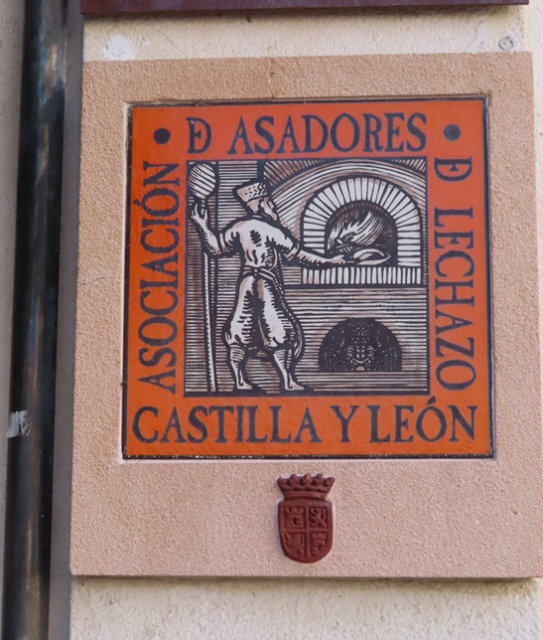 ASOCIACIÓN
• Đ ASADORES •
Đ LECHAZO
CASTILLA Y LEÓN